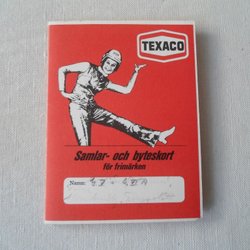 TEXACO
Samlar- och byteskort
för frimärken
Namn: